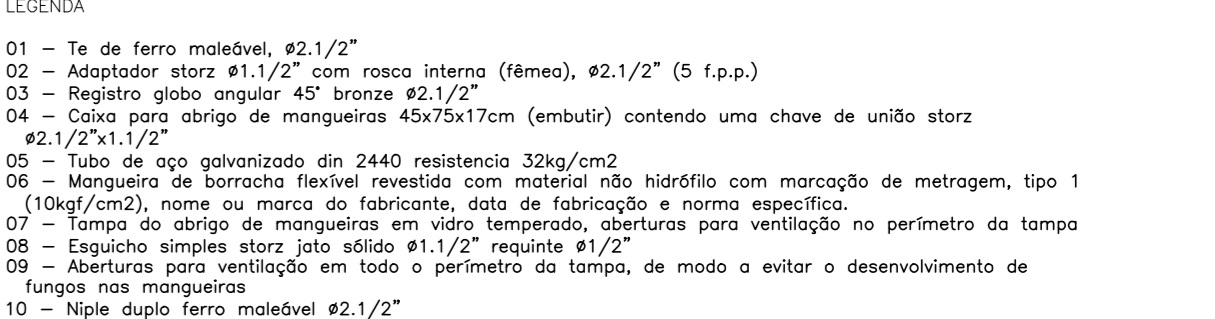 LEGENDA
01 – Te de ferro maleável, ø2.1/2"
02 – Adaptador storz ø1.1/2" com rosca interna (fêmea), ø2.1/2" (5 f.p.p.)
03 – Registro globo angular 45° bronze ø2.1/2"
04 – Caixa para abrigo de mangueiras 45x75x17cm (embutir) contendo uma chave de união storz
ø2.1/2"x1.1/2"
05 – Tubo de aço galvanizado din 2440 resistencia 32kg/cm2
06 – Mangueira de borracha flexível revestida com material não hidrófilo com marcação de metragem, tipo 1
(10kgf/cm2), nome ou marca do fabricante, data de fabricação e norma específica.
07 – Tampa do abrigo de mangueiras em vidro temperado, aberturas para ventilação no perímetro da tampa
08 – Esguicho simples storz jato sólido ø1.1/2" requinte ø1/2"
09 – Aberturas para ventilação em todo o perímetro da tampa, de modo a evitar o desenvolvimento de
fungos nas mangueiras
10 – Niple duplo ferro maleável ø2.1/2"